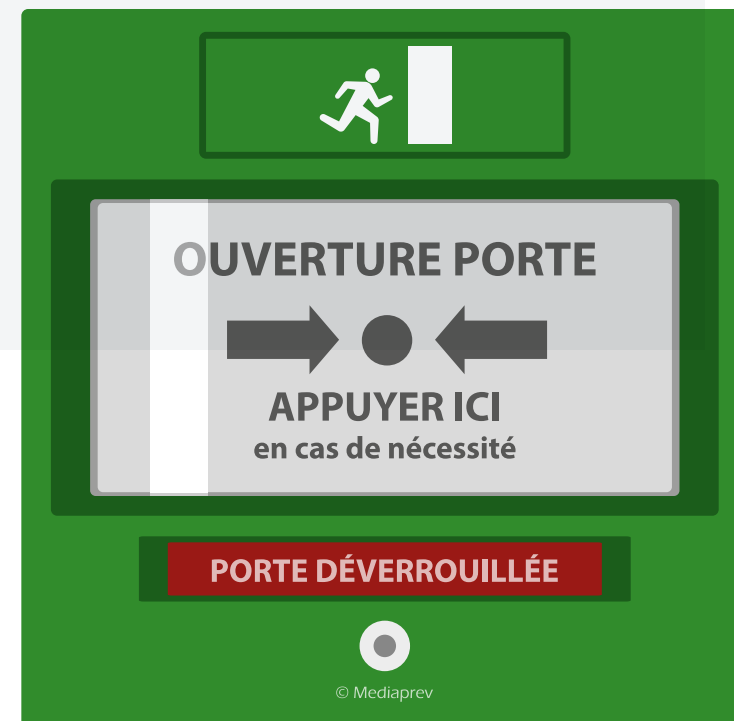 OUVERTURE PORTE
APPUYER ICI
en cas de nécessité
PORTE DÉVERROUILLÉE
© Mediaprev